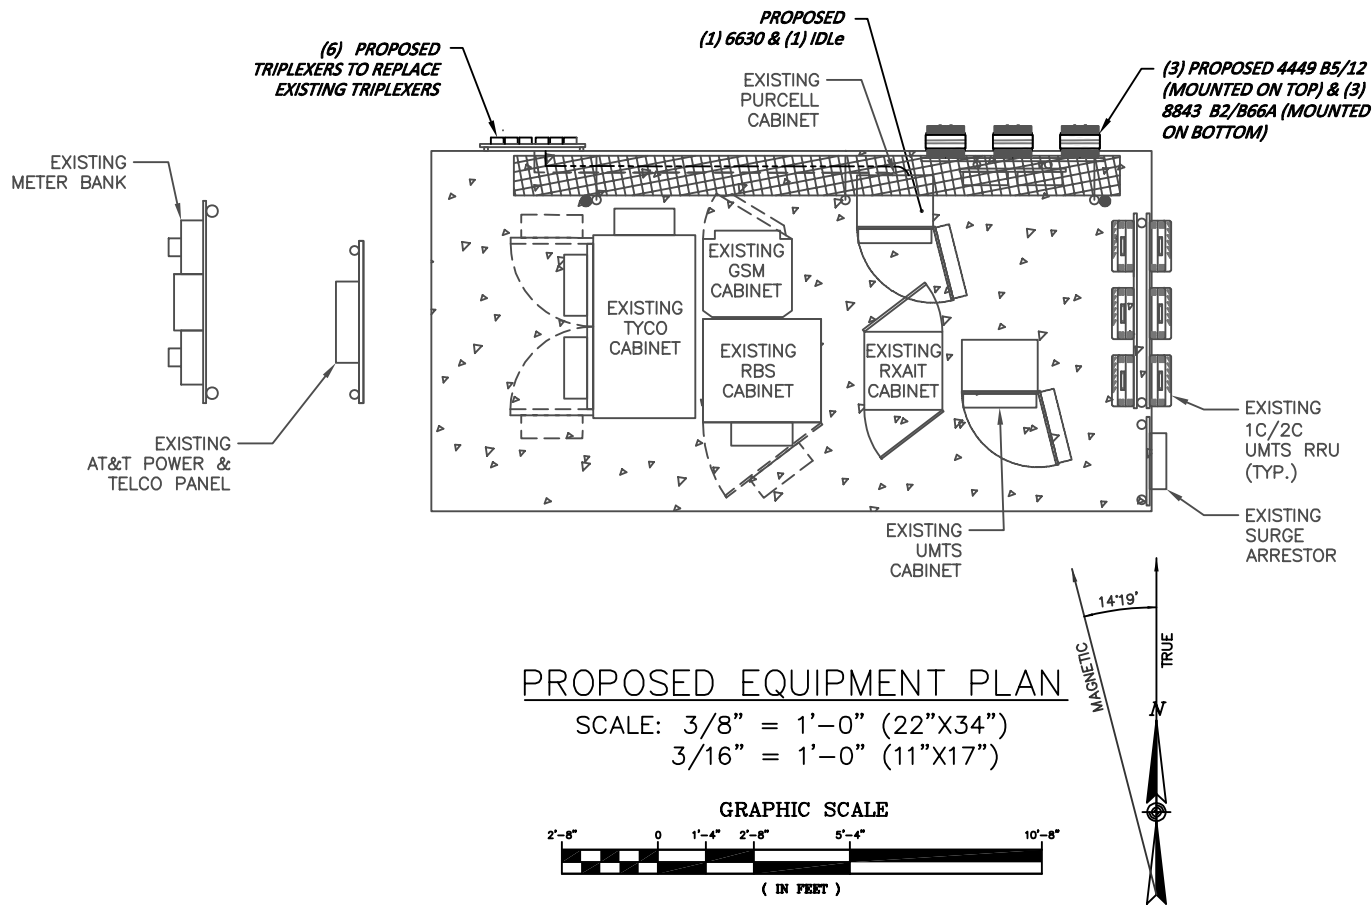 PROPOSED
(1) 6630 & (1) IDLe
(6) PROPOSED
TRIPLEXERS TO REPLACE
EXISTING TRIPLEXERS
EXISTING
PURCELL
CABINET
(3) PROPOSED 4449 B5/12
(MOUNTED ON TOP) & (3)
8843 B2/B66A (MOUNTED
ON BOTTOM)
EXISTING
METER BANK
EXISTING
AT&T POWER &
TELCO PANEL
EXISTING
TYCO
CABINET
EXISTING
GSM
CABINET
EXISTING
RBS
CABINET
EXISTING
RXAIT
CABINET
EXISTING
UMTS
CABINET
EXISTING
1C/2C
UMTS RRU
(TYP.)
EXISTING
SURGE
ARRESTOR
14°19'
MAGNETIC
TRUE
N
PROPOSED EQUIPMENT PLAN
SCALE: 3/8" = 1'-0" (22"X34")
3/16" = 1'-0" (11"X17")
GRAPHIC SCALE
2'-8" 0 1'-4" 2'-8" 5'-4" 10'-8"
( IN FEET )